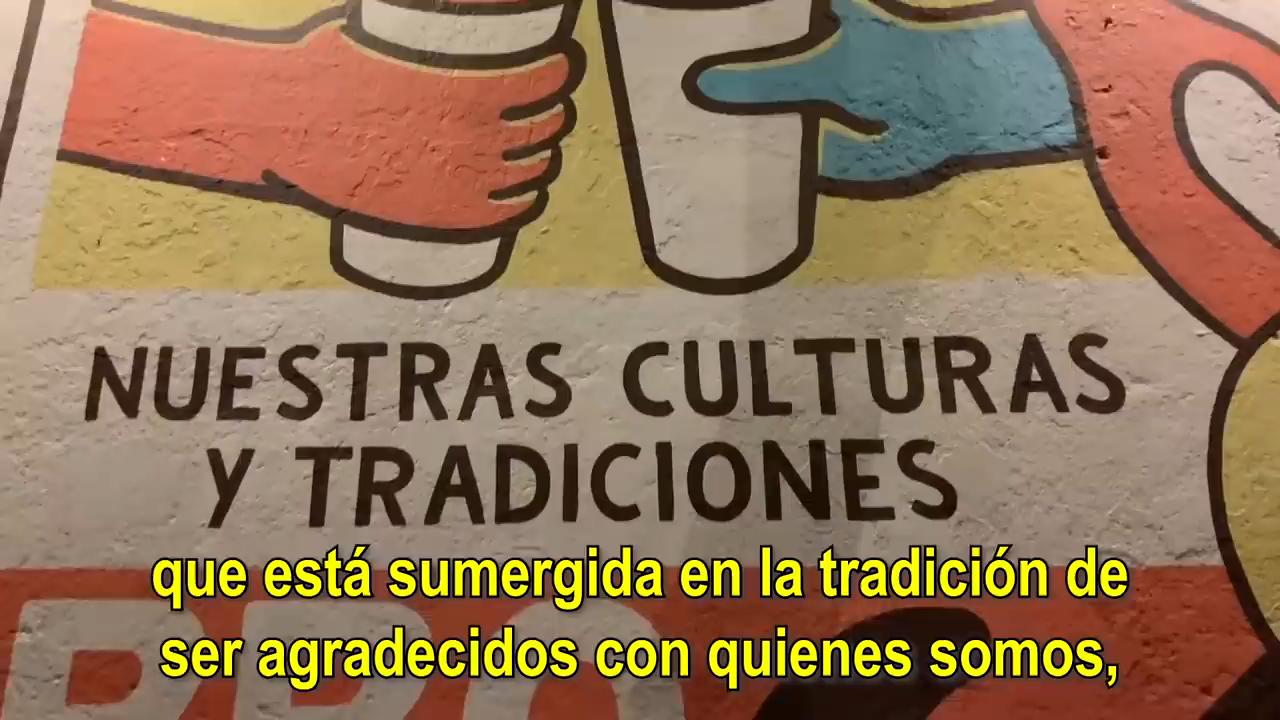 NUESTRAS CULTURAS
Y TRADICIONES
que está sumergida en la tradición de
ser agradecidos con quienes somos,